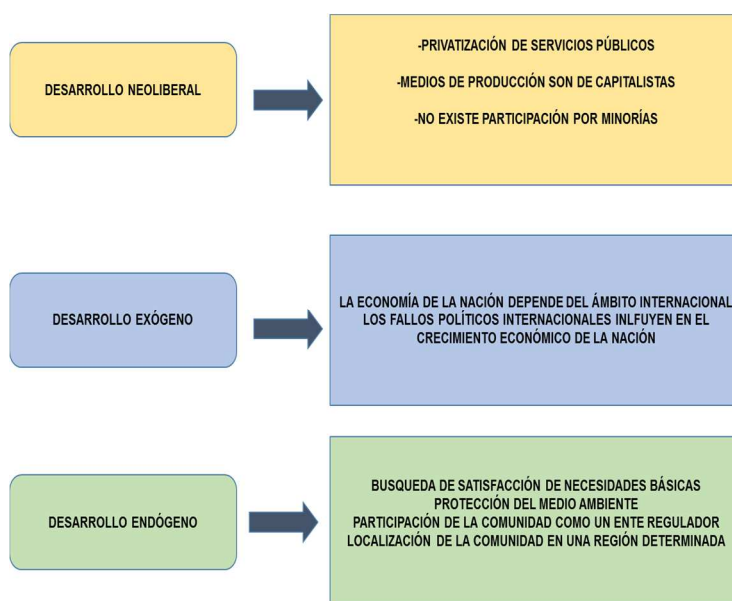 DESARROLLO NEOLIBERAL
-PRIVATIZACIÓN DE SERVICIOS PÚBLICOS
-MEDIOS DE PRODUCCIÓN SON DE CAPITALISTAS
-NO EXISTE PARTICIPACIÓN POR MINORÍAS
DESARROLLO EXÓGENO
LA ECONOMÍA DE LA NACIÓN DEPENDE DEL ÁMBITO INTERNACIONAL
LOS FALLOS POLÍTICOS INTERNACIONALES INLFUYEN EN EL
CRECIMIENTO ECONÓMICO DE LA NACIÓN
DESARROLLO ENDÓGENO
BUSQUEDA DE SATISFACCIÓN DE NECESIDADES BÁSICAS
PROTECCIÓN DEL MEDIO AMBIENTE
PARTICIPACIÓN DE LA COMUNIDAD COMO UN ENTE REGULADOR
LOCALIZACIÓN DE LA COMUNIDAD EN UNA REGIÓN DETERMINADA